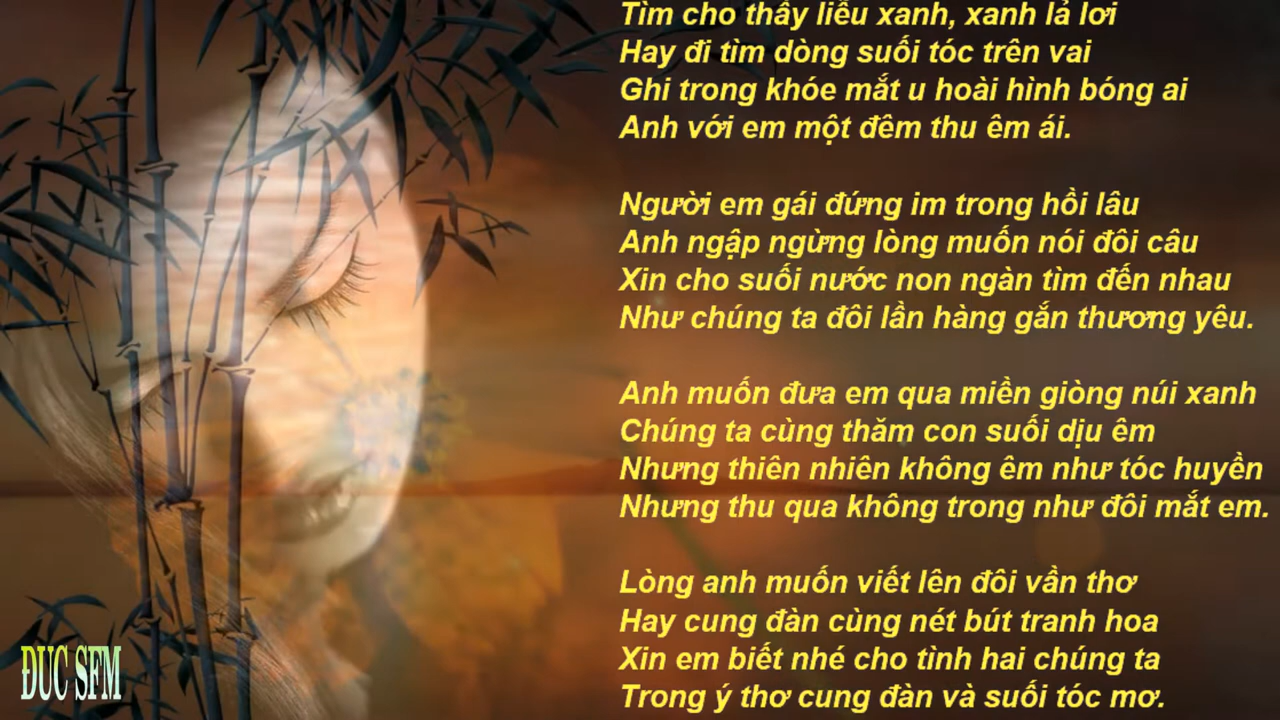 Tìm cho thấy liễu xanh, xanh lả lơi
Hay đi tìm dòng suối tóc trên vai
Ghi trong khóe mắt u hoài hình bóng ai
Anh với em một đêm thu êm ái.
Người em gái đứng im trong hồi lâu
Anh ngập ngừng lòng muốn nói đôi câu
Xin cho suối nước non ngàn tìm đến nhau
Như chúng ta đôi lần hàng gắn thương yêu.
Anh muốn đưa em qua miền giòng núi xanh
Chúng ta cùng thăm con suối dịu êm
Nhưng thiên nhiên không êm như tóc huyền
Nhưng thu qua không trong như đôi mắt em.
Lòng anh muốn viết lên đôi vần thơ
Hay cung đàn cùng nét bút tranh hoa
Xin em biết nhé cho tình hai chúng ta
Trong ý thơ cung đàn và suối tóc mơ.
ĐUC SFM